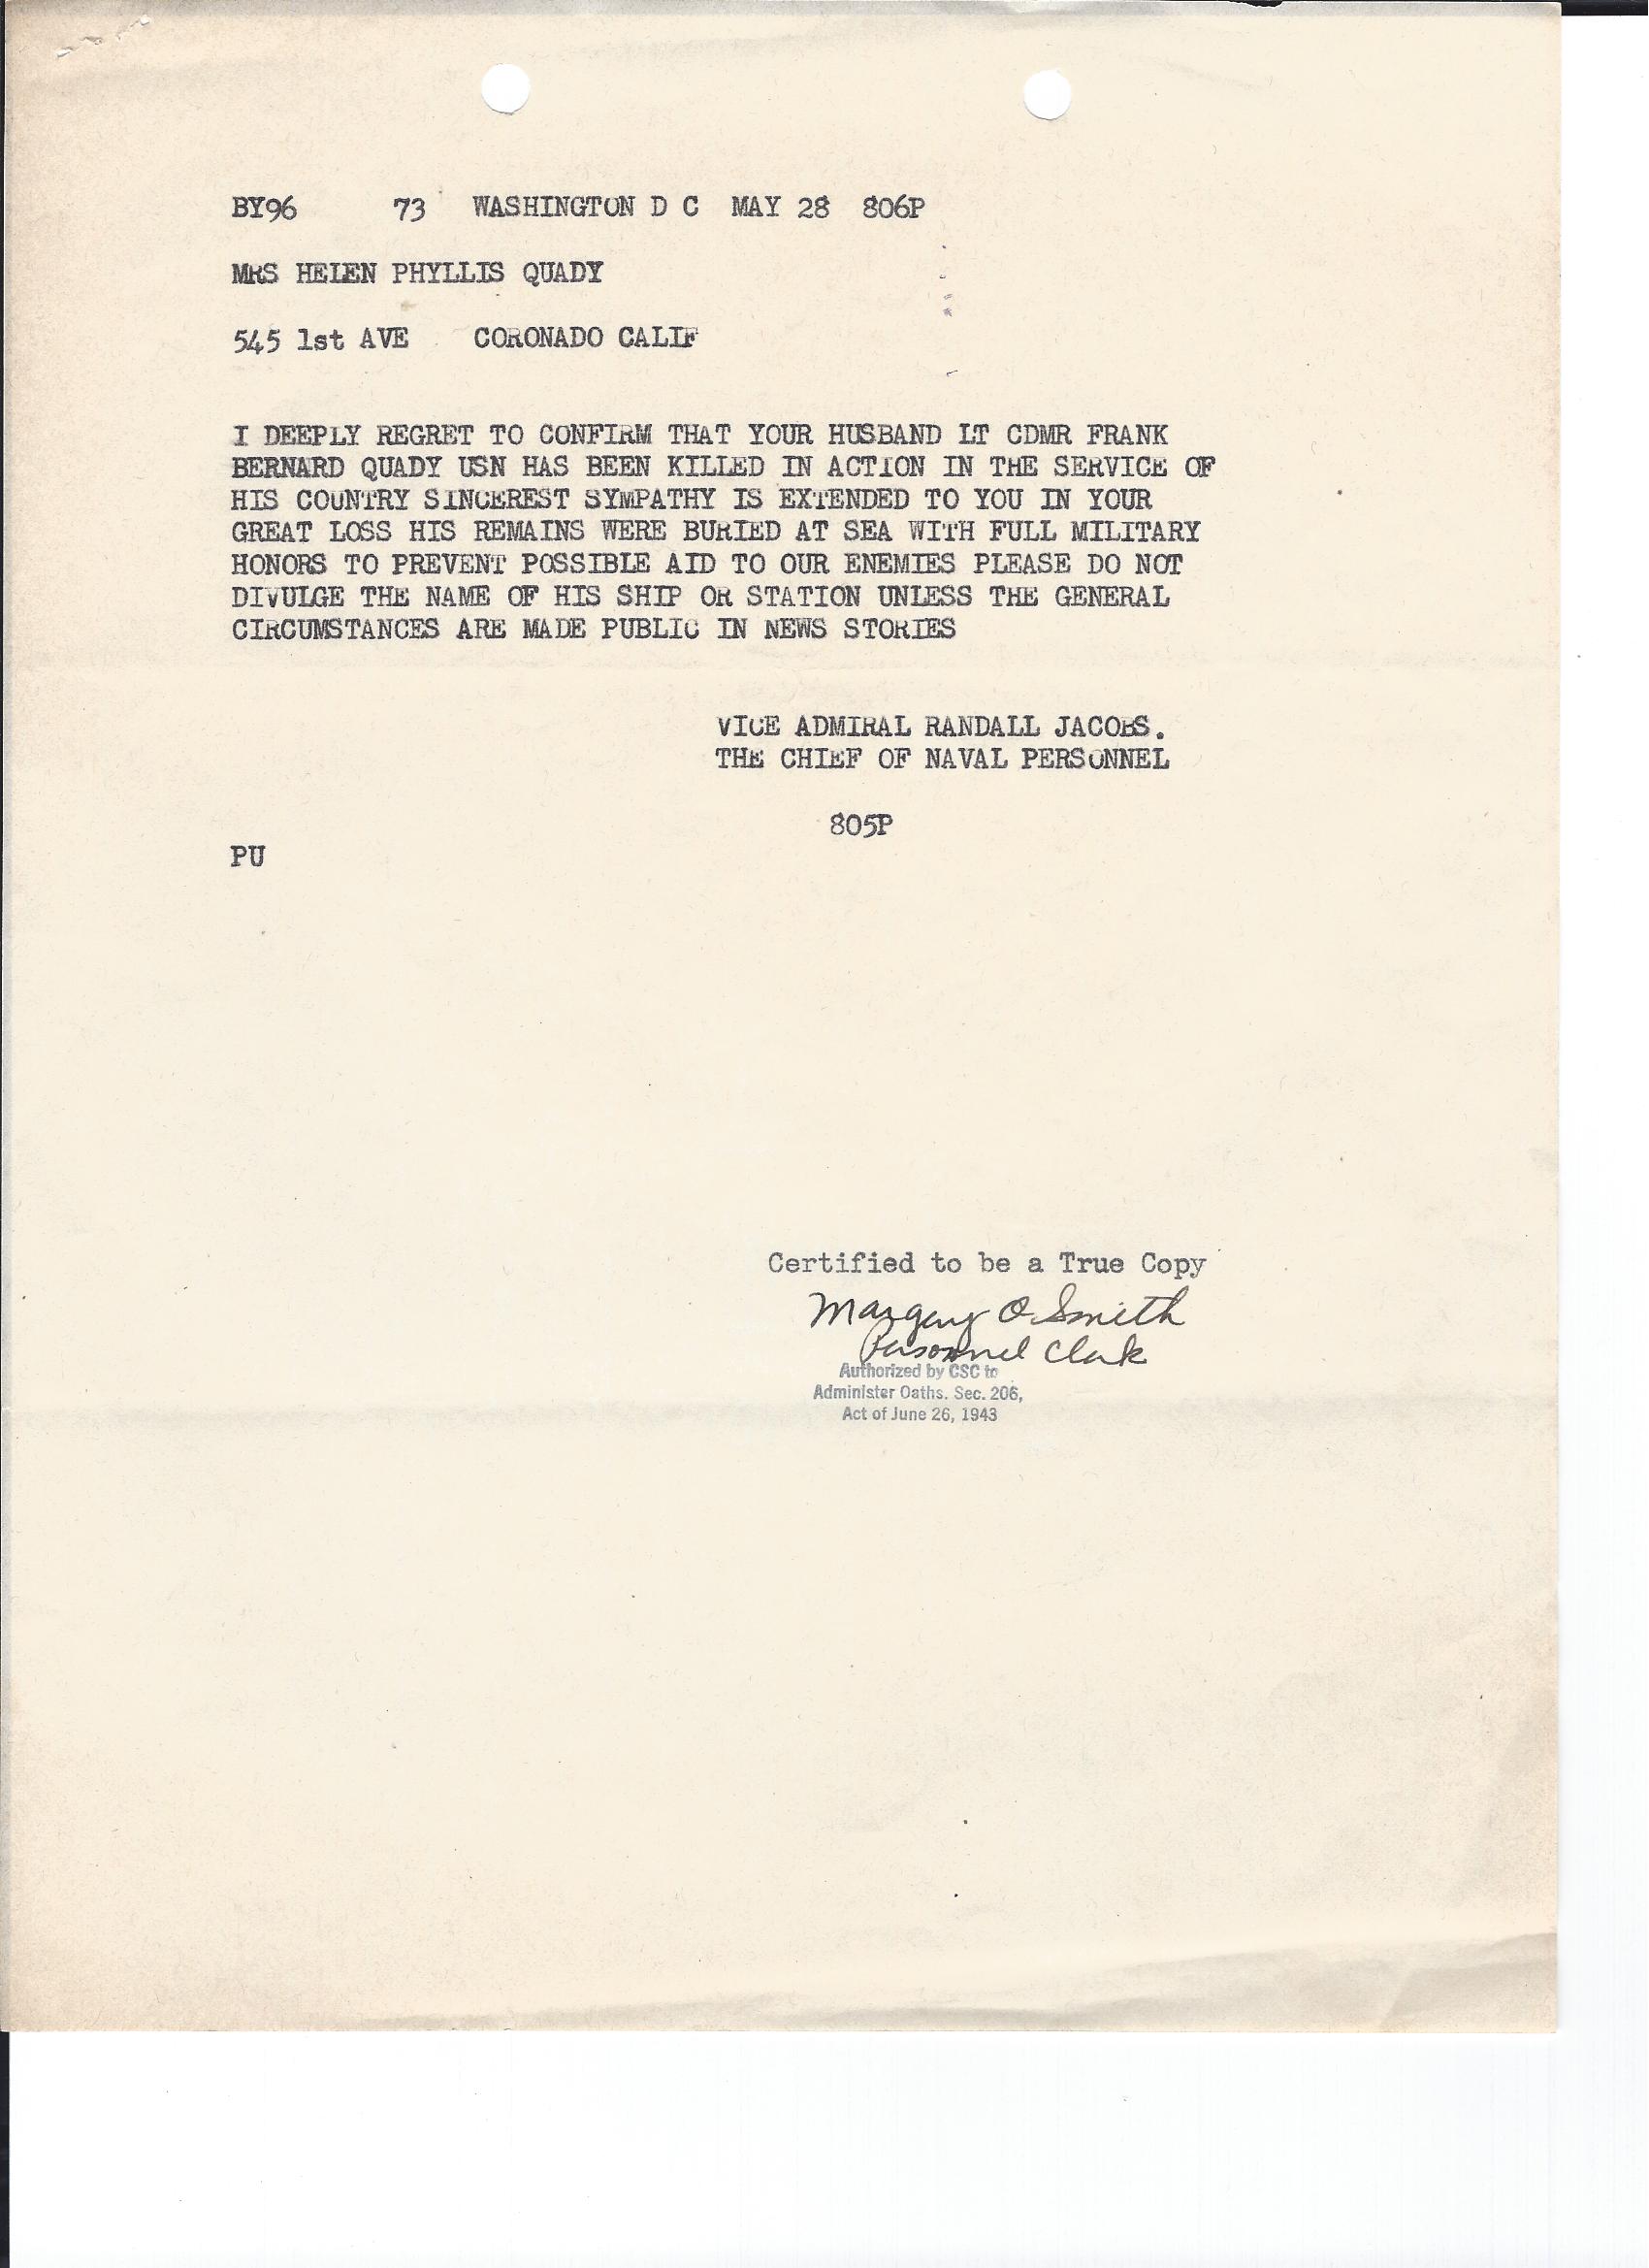 BY96 73 WASHINGTON D C MAY 28 806P
MRS HELEN PHYLLIS QUADY
545 1st AVE CORONADO CALIF
I DEEPLY REGRET TO CONFIRM THAT YOUR HUSBAND LT CDMR FRANK
BERNARD QUADY USN HAS BEEN KILLED IN ACTION IN THE SERVICE OF
HIS COUNTRY SINCEREST SYMPATHY IS EXTENDED TO YOU IN YOUR
GREAT LOSS HIS REMAINS WERE BURIED AT SEA WITH FULL MILITARY
HONORS TO PREVENT POSSIBLE AID TO OUR ENEMIES PLEASE DO NOT
DIVULGE THE NAME OF HIS SHIP OR STATION UNLESS THE GENERAL
CIRCUMSTANCES ARE MADE PUBLIC IN NEWS STORIES
VICE ADMIRAL RANDALL JACOBS.
THE CHIEF OF NAVAL PERSONNEL
805P
PU
Certified to be a True Copy
Margery O. Smith
Personnel Clerk
Authorized by CSC to
Administer Oaths. Sec. 206,
Act of June 26, 1943